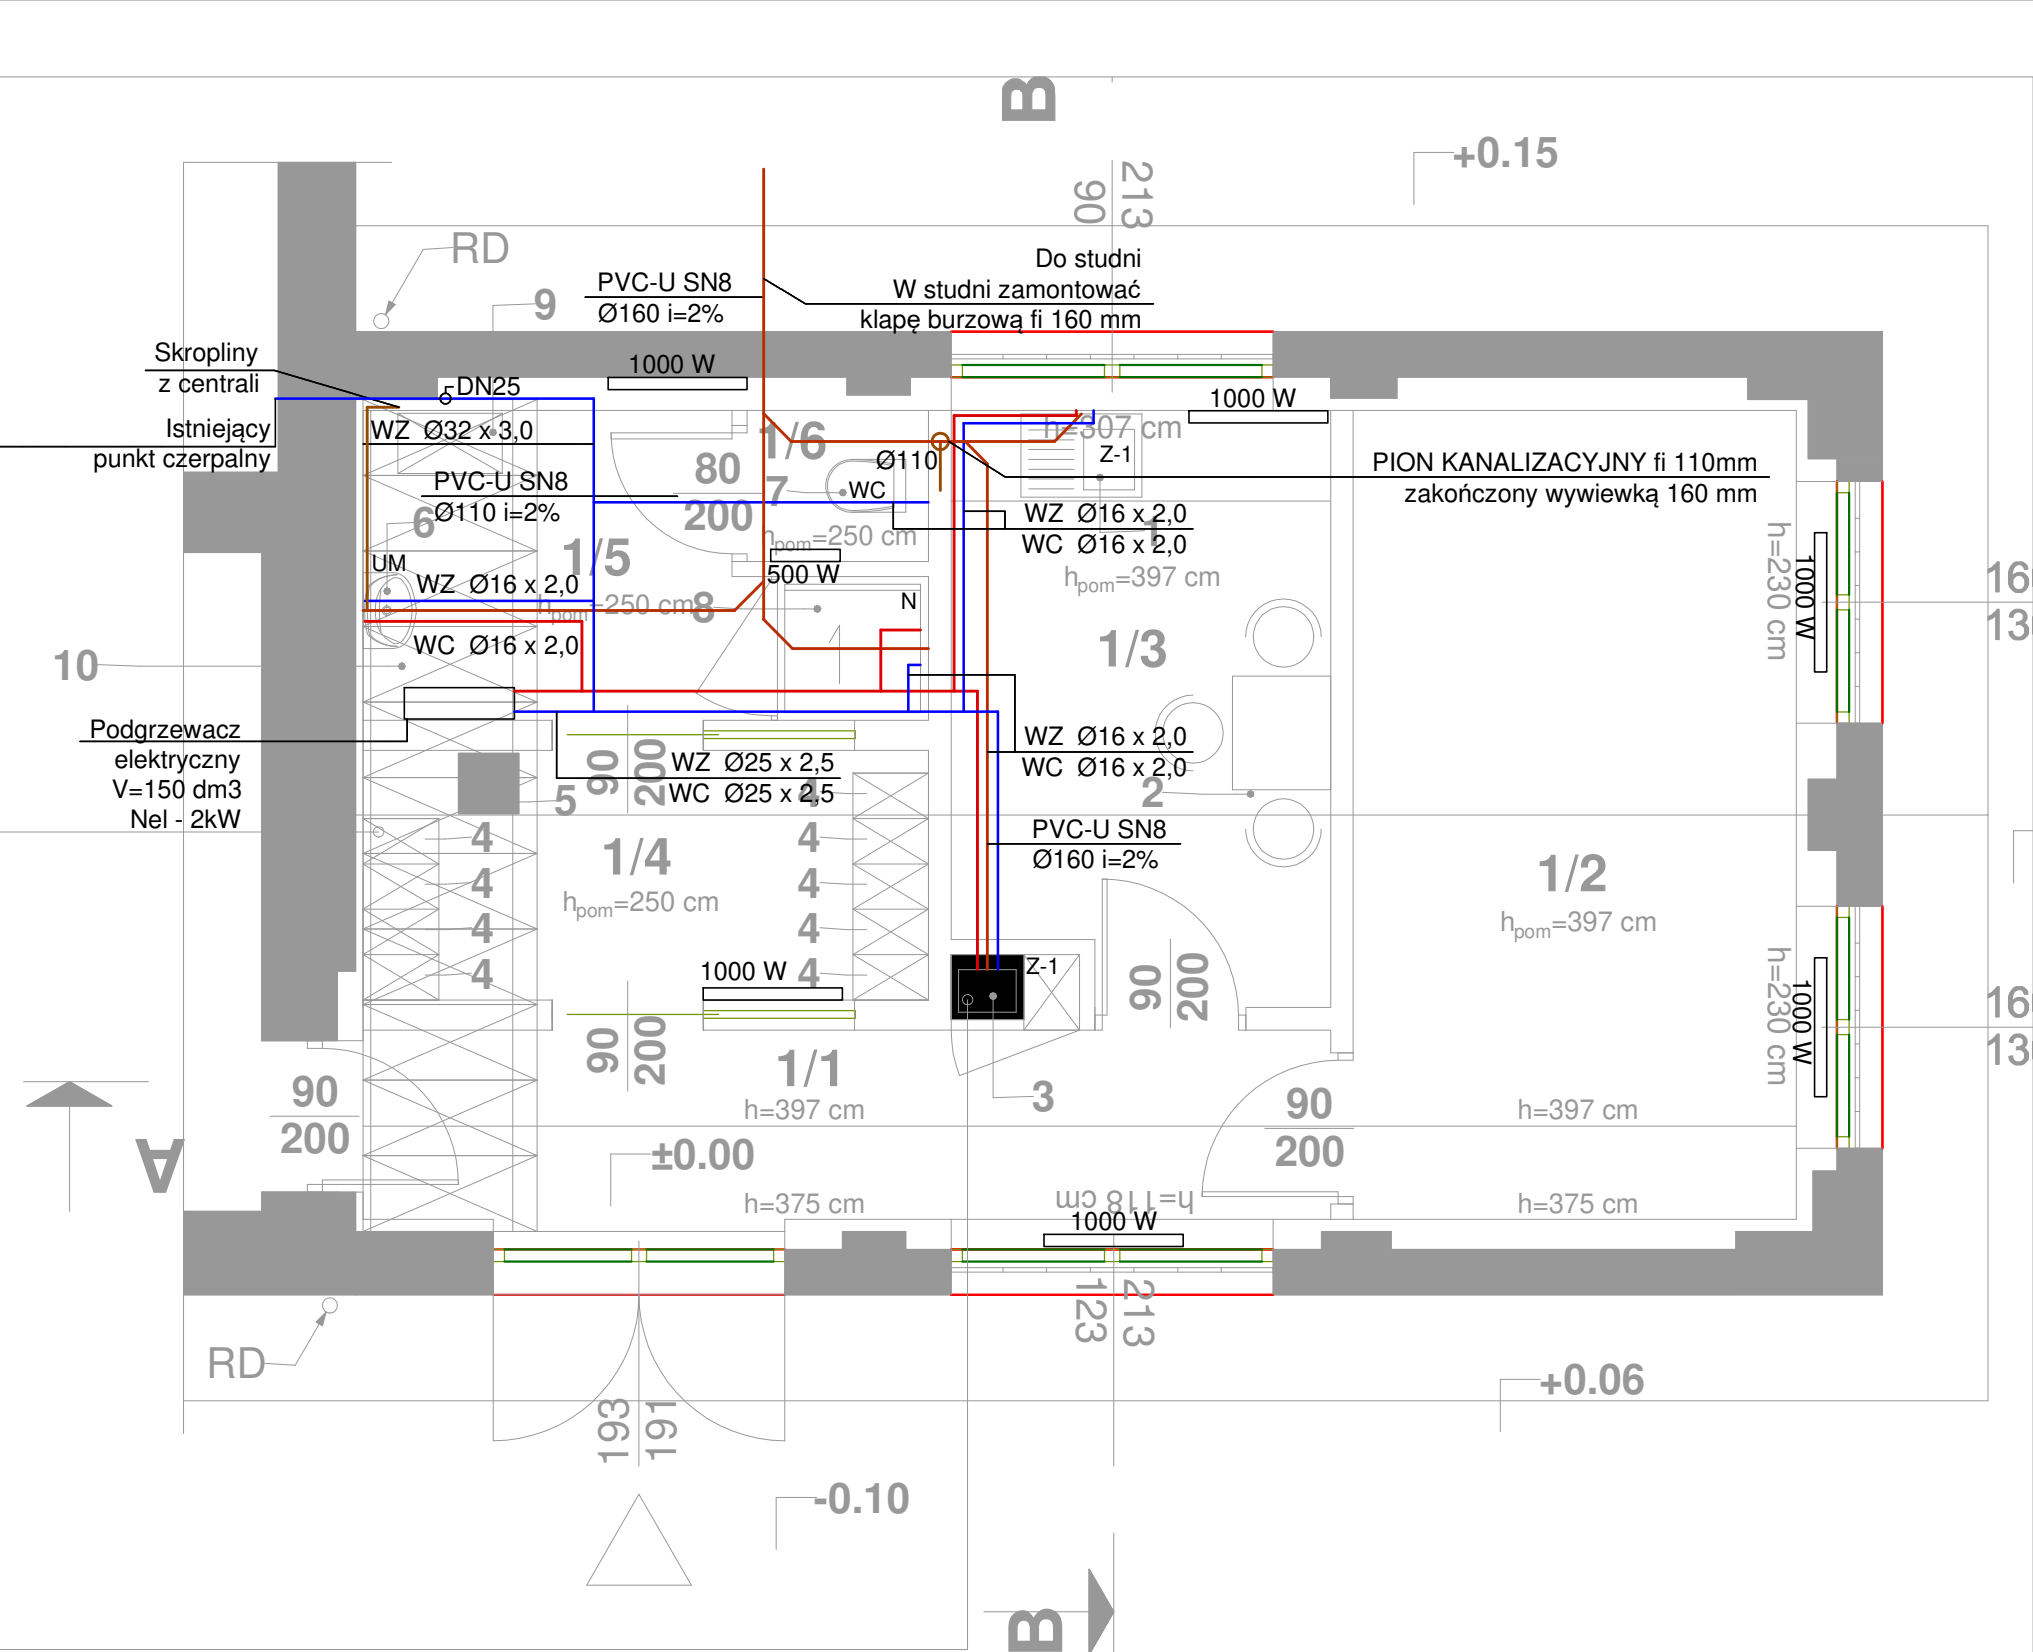 B
+0.15
213
90
RD
9
PVC-U SN8
Ø160 i=2%
Do studni
W studni zamontować
klapę burzową fi 160 mm
Skropliny
z centrali
DN25
1000 W
1000 W
Istniejący
punkt czerpalny
WZ Ø32 x 3,0
1/6
80
200
7
Ø110
WC
h=307 cm
Z-1
PION KANALIZACYJNY fi 110mm
zakończony wywiewką 160 mm
PVC-U SN8
Ø110 i=2%
6
hpom=250 cm
WZ Ø16 x 2,0
WC Ø16 x 2,0
1
hpom=397 cm
1/5
hpom=250 cm
500 W
UM
WZ Ø16 x 2,0
8
N
WC Ø16 x 2,0
1/3
h=230 cm
1000 W
10
Podgrzewacz
elektryczny
V=150 dm3
Nel - 2kW
WZ Ø25 x 2,5
WC Ø25 x 2,5
90
200
5
4
WZ Ø16 x 2,0
WC Ø16 x 2,0
2
PVC-U SN8
Ø160 i=2%
4
4
4
4
4
4
4
4
1/4
hpom=250 cm
1/2
hpom=397 cm
1000 W
Z-1
90
200
90
200
h=230 cm
1000 W
1/1
h=397 cm
3
90
200
90
200
h=397 cm
A
±0.00
h=375 cm
h=118 cm
1000 W
h=375 cm
123
213
RD
193
191
+0.06
-0.10
B